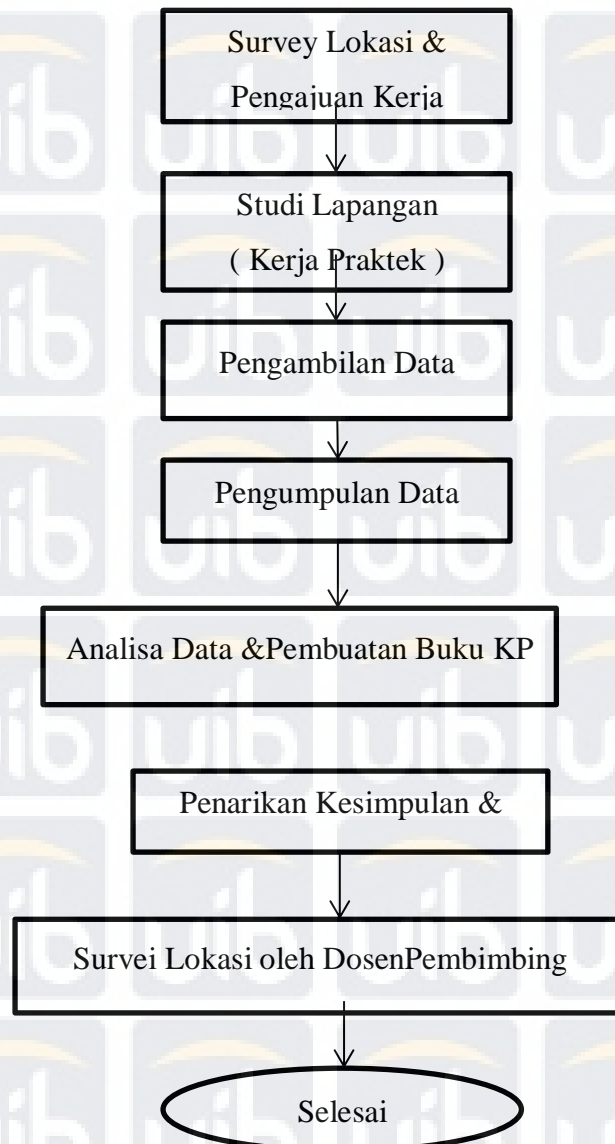 Survey Lokasi &
Pengajuan Kerja
Studi Lapangan
( Kerja Praktek )
Pengambilan Data
Pengumpulan Data
Analisa Data &Pembuatan Buku KP
Penarikan Kesimpulan &
Survei Lokasi oleh DosenPembimbing
Selesai